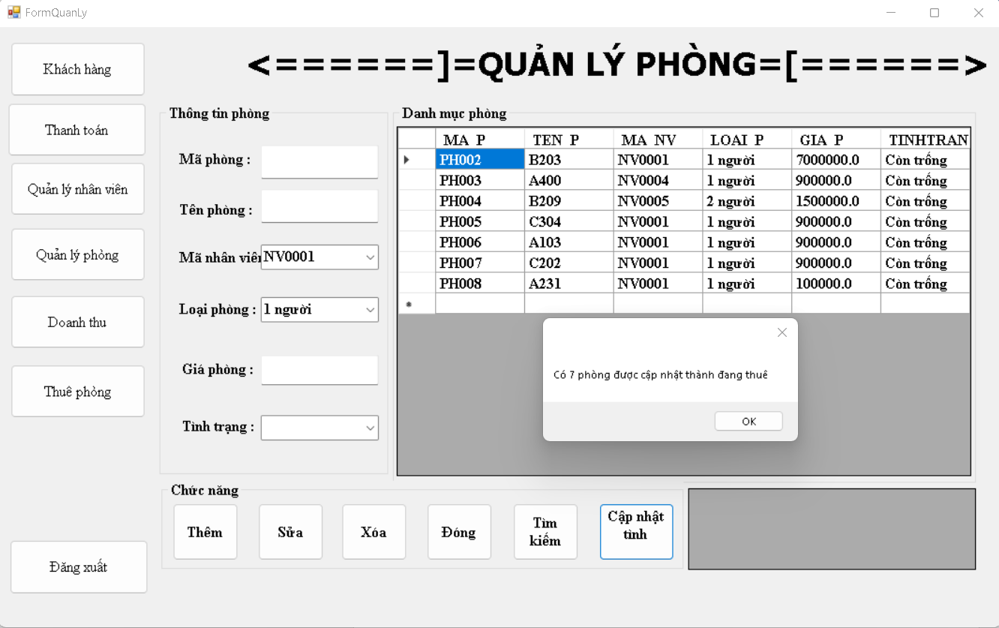 FormQuanLy
<======]=QUẢN LÝ PHÒNG=[======>
Khách hàng
Thanh toán
Quản lý nhân viên
Quản lý phòng
Doanh thu
Thuê phòng
Đăng xuất
Thông tin phòng
Mã phòng :
Tên phòng :
Mã nhân viên NV0001
Loại phòng : 1 người
Giá phòng :
Tình trạng :
Danh mục phòng
MA_P TEN_P MA_NV LOAI_P GIA_P TINHTRAN
PH002 B203 NV0001 1 người 7000000.0 Còn trống
PH003 A400 NV0004 1 người 900000.0 Còn trống
PH004 B209 NV0005 2 người 1500000.0 Còn trống
PH005 C304 NV0001 1 người 900000.0 Còn trống
PH006 A103 NV0001 1 người 900000.0 Còn trống
PH007 C202 NV0001 1 người 900000.0 Còn trống
PH008 A231 NV0001 1 người 100000.0 Còn trống
Có 7 phòng được cập nhật thành đang thuê
OK
Chức năng
Thêm
Sửa
Xóa
Đóng
Tìm
kiếm
Cập nhật
tình